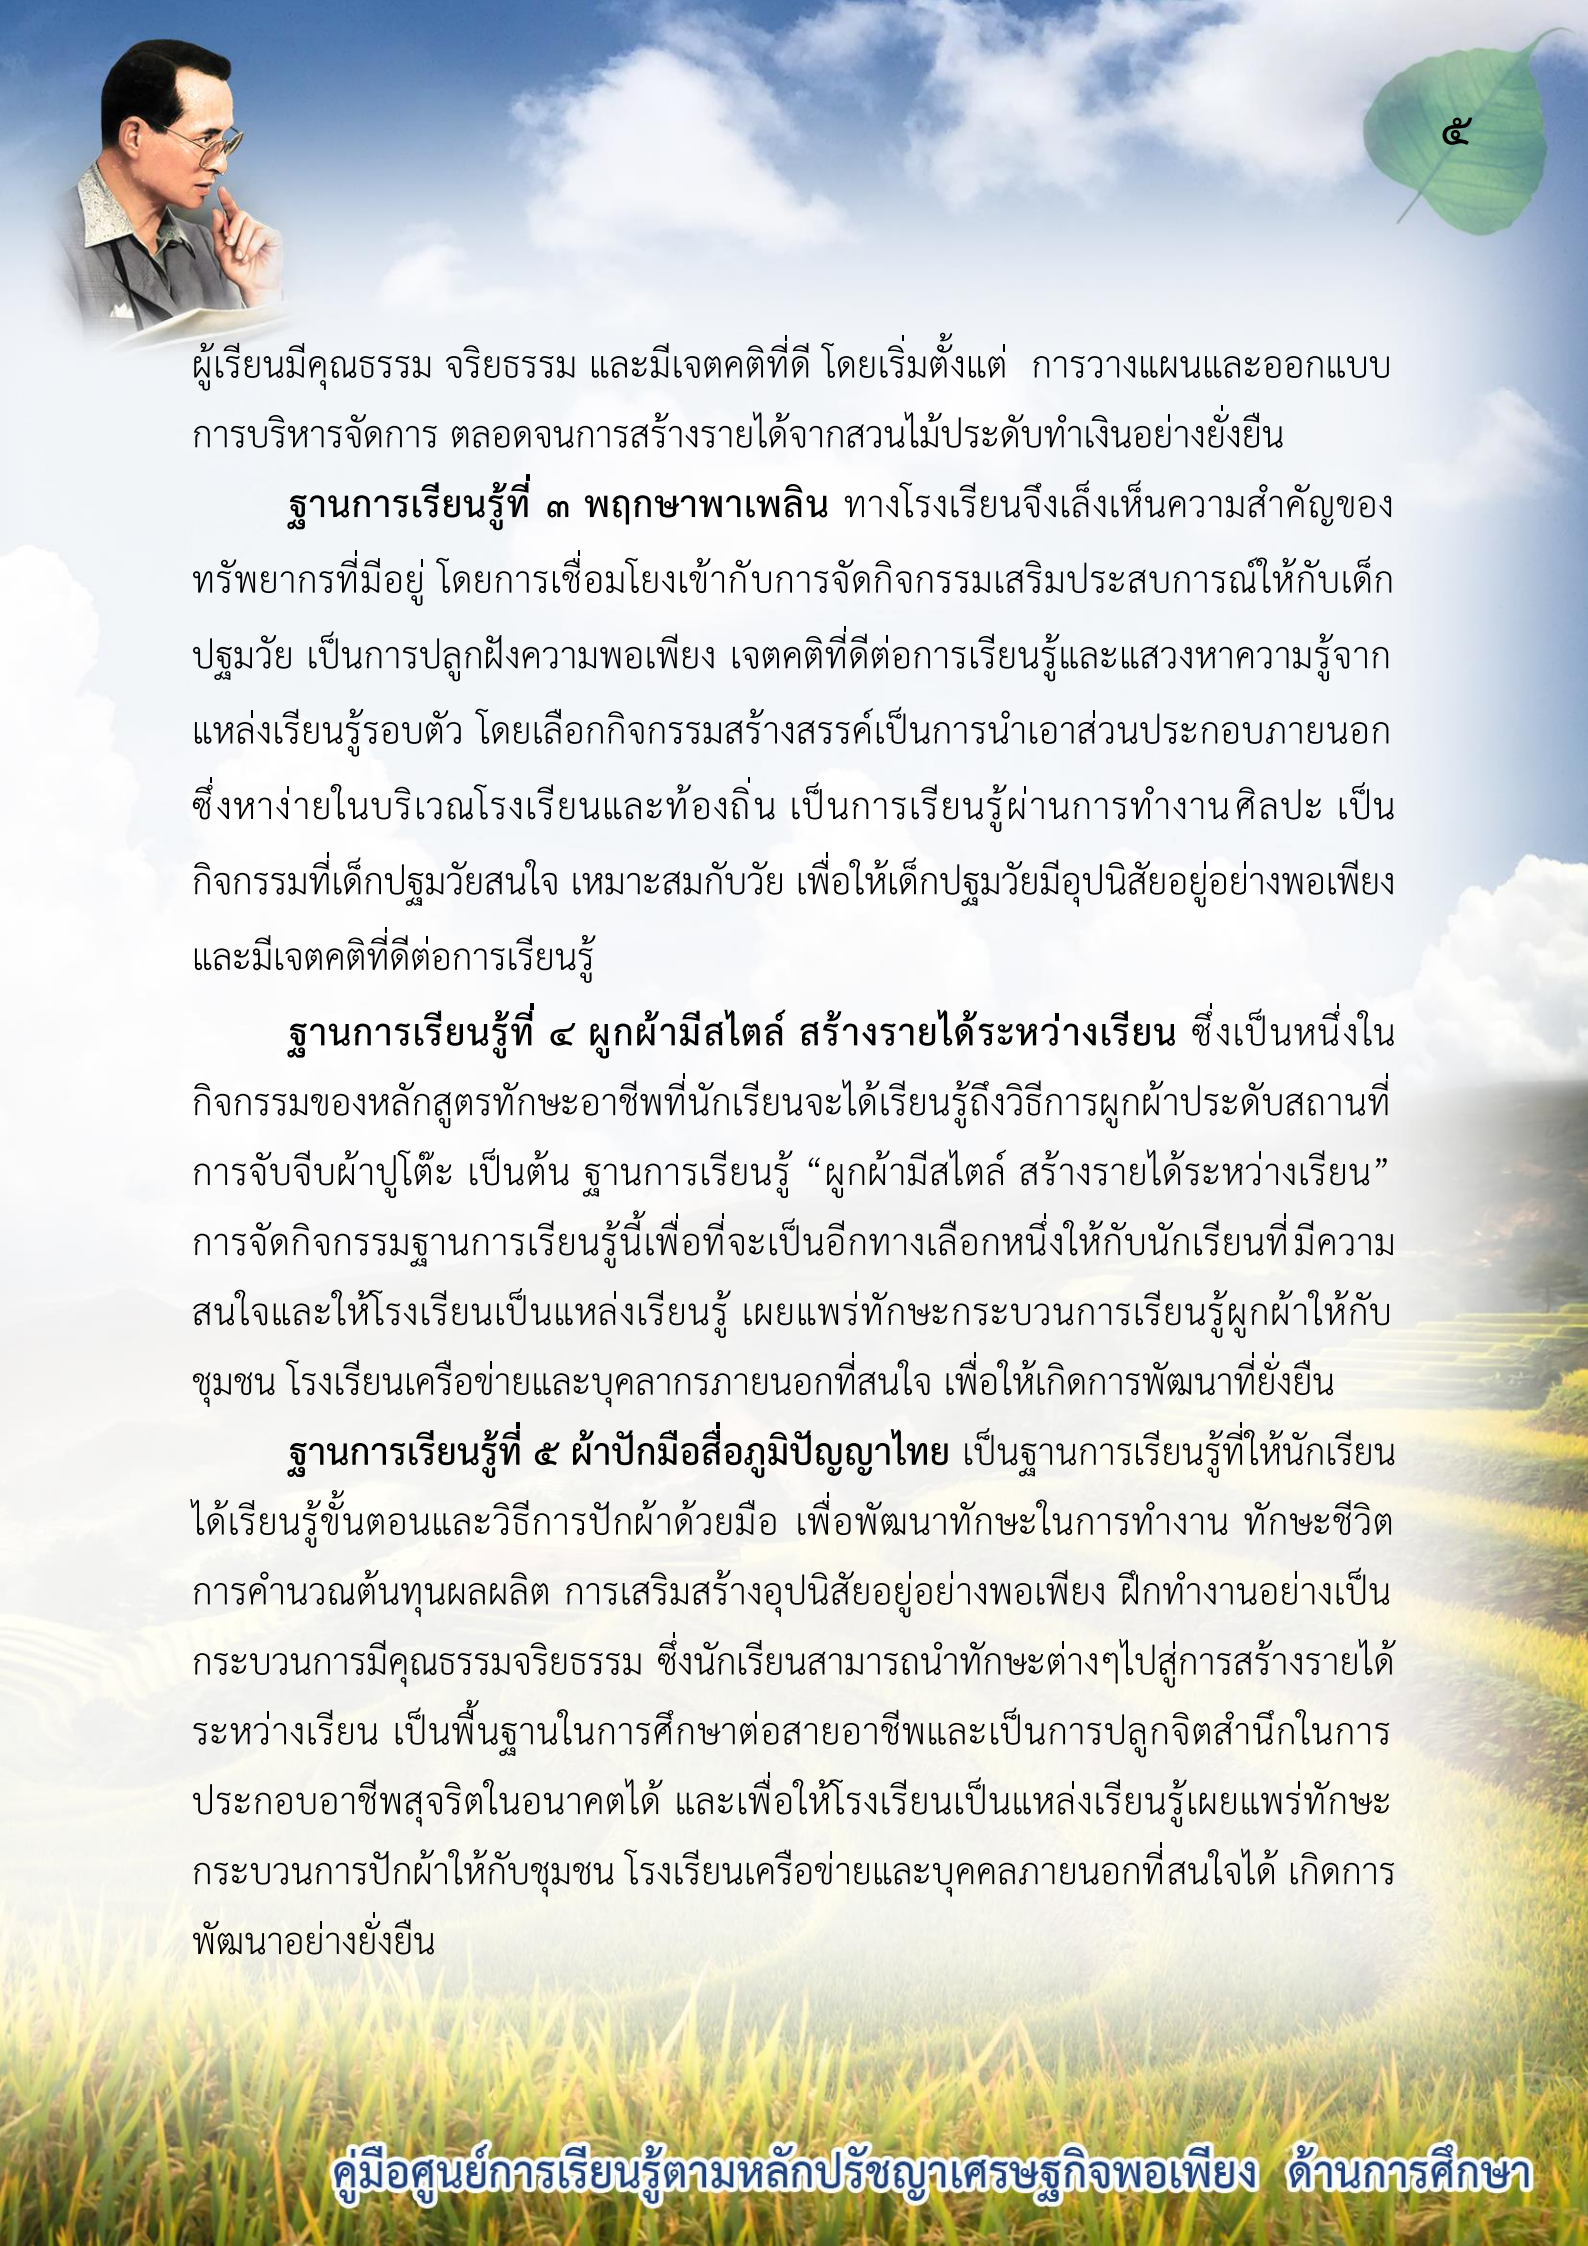 ๕
ผู้เรียนมีคุณธรรม จริยธรรม และมีเจตคติที่ดี โดยเริ่มตั้งแต่ การวางแผนและออกแบบ
การบริหารจัดการ ตลอดจนการสร้างรายได้จากสวนไม้ประดับทำเงินอย่างยั่งยืน
ฐานการเรียนรู้ที่ ๓ พฤกษาพาเพลิน ทางโรงเรียนจึงเล็งเห็นความสำคัญของ
ทรัพยากรที่มีอยู่ โดยการเชื่อมโยงเข้ากับการจัดกิจกรรมเสริมประสบการณ์ให้กับเด็ก
ปฐมวัย เป็นการปลูกฝังความพอเพียง เจตคติที่ดีต่อการเรียนรู้และแสวงหาความรู้จาก
แหล่งเรียนรู้รอบตัว โดยเลือกกิจกรรมสร้างสรรค์เป็นการนำเอาส่วนประกอบภายนอก
ซึ่งหาง่ายในบริเวณโรงเรียนและท้องถิ่น เป็นการเรียนรู้ผ่านการทำงานศิลปะ เป็น
กิจกรรมที่เด็กปฐมวัยสนใจ เหมาะสมกับวัย เพื่อให้เด็กปฐมวัยมีอุปนิสัยอยู่อย่างพอเพียง
และมีเจตคติที่ดีต่อการเรียนรู้
ฐานการเรียนรู้ที่ ๔ ผูกผ้ามีสไตล์ สร้างรายได้ระหว่างเรียน ซึ่งเป็นหนึ่งใน
กิจกรรมของหลักสูตรทักษะอาชีพที่นักเรียนจะได้เรียนรู้ถึงวิธีการผูกผ้าประดับสถานที่
การจับจีบผ้าปูโต๊ะ เป็นต้น ฐานการเรียนรู้ “ผูกผ้ามีสไตล์ สร้างรายได้ระหว่างเรียน”
การจัดกิจกรรมฐานการเรียนรู้นี้เพื่อที่จะเป็นอีกทางเลือกหนึ่งให้กับนักเรียนที่มีความ
สนใจและให้โรงเรียนเป็นแหล่งเรียนรู้ เผยแพร่ทักษะกระบวนการเรียนรู้ผูกผ้าให้กับ
ชุมชน โรงเรียนเครือข่ายและบุคลากรภายนอกที่สนใจ เพื่อให้เกิดการพัฒนาที่ยั่งยืน
ฐานการเรียนรู้ที่ ๕ ผ้าปักมือสื่อภูมิปัญญาไทย เป็นฐานการเรียนรู้ที่ให้นักเรียน
ได้เรียนรู้ขั้นตอนและวิธีการปักผ้าด้วยมือ เพื่อพัฒนาทักษะในการทำงาน ทักษะชีวิต
การคำนวณต้นทุนผลผลิต การเสริมสร้างอุปนิสัยอยู่อย่างพอเพียง ฝึกทำงานอย่างเป็น
กระบวนการมีคุณธรรมจริยธรรม ซึ่งนักเรียนสามารถนำทักษะต่างๆไปสู่การสร้างรายได้
ระหว่างเรียน เป็นพื้นฐานในการศึกษาต่อสายอาชีพและเป็นการปลูกจิตสำนึกในการ
ประกอบอาชีพสุจริตในอนาคตได้ และเพื่อให้โรงเรียนเป็นแหล่งเรียนรู้เผยแพร่ทักษะ
กระบวนการปักผ้าให้กับชุมชน โรงเรียนเครือข่ายและบุคคลภายนอกที่สนใจได้ เกิดการ
พัฒนาอย่างยั่งยืน
คู่มือศูนย์การเรียนรู้ตามหลักปรัชญาเศรษฐกิจพอเพียง ด้านการศึกษา